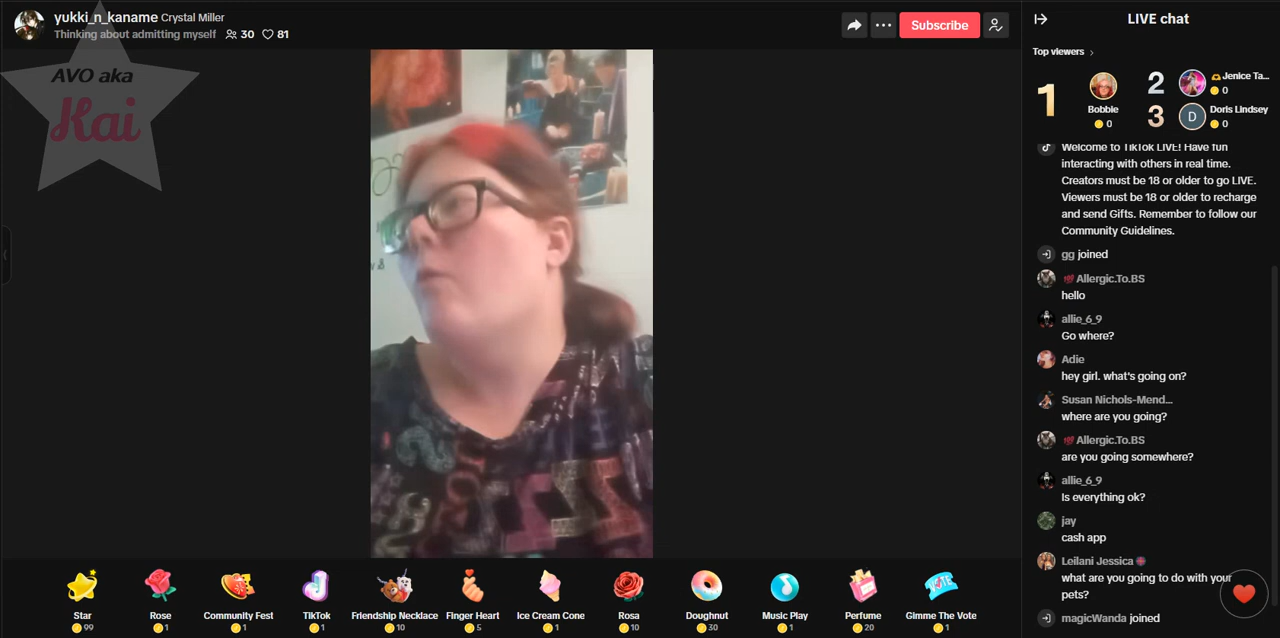 yukki_n_kaname Crystal Miller
Thinking about admitting myself 30 81
Subscribe
AVO aka
Kai
LIVE chat
Top viewers
1
Bobbie
0
2
Jenice Ta...
0
3
D
Doris Lindsey
0
Welcome to TikTok LIVE! Have fun
interacting with others in real time.
Creators must be 18 or older to go LIVE.
Viewers must be 18 or older to recharge
and send Gifts. Remember to follow our
Community Guidelines.
gg joined
Allergic.To.BS
hello
allie_6_9
Go where?
Adie
hey girl. what's going on?
Susan Nichols-Mend...
where are you going?
Allergic.To.BS
are you going somewhere?
allie_6_9
Is everything ok?
jay
cash app
Leilani Jessica
what are you going to do with your
pets?
magicWanda joined
Star
99
Rose
1
Community Fest
1
TikTok
1
Friendship Necklace
10
Finger Heart
5
Ice Cream Cone
1
Rosa
10
Doughnut
30
Music Play
1
Perfume
20
Gimme The Vote
1